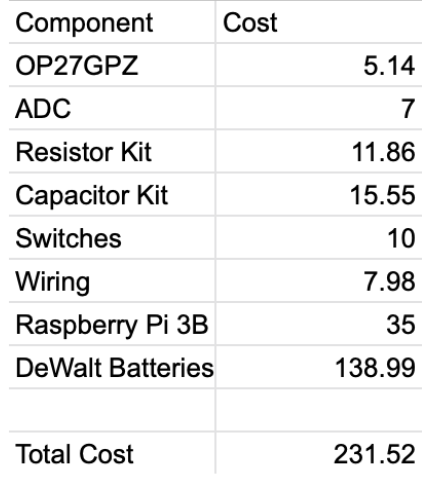 Component Cost
OP27GPZ 5.14
ADC 7
Resistor Kit 11.86
Capacitor Kit 15.55
Switches 10
Wiring 7.98
Raspberry Pi 3B 35
DeWalt Batteries 138.99
Total Cost 231.52